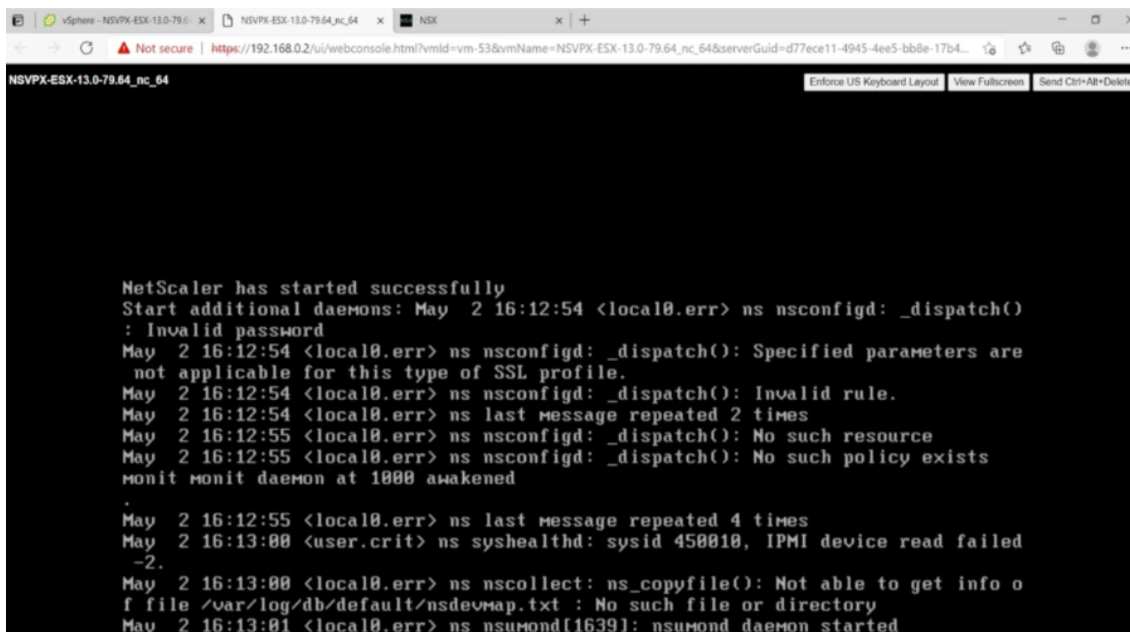 vSphere - NSVPX-ESX-13.0-79.6
NSVPX-ESX-13.0-79.64_nc_64
NSX
Not secure | https://192.168.0.2/ui/webconsole.html?vmId=vm-53&vmName=NSVPX-ESX-13.0-79.64_nc_64&serverGuid=d77ece11-4945-4ee5-bb8e-17b4...
NSVPX-ESX-13.0-79.64_nc_64
Enforce US Keyboard Layout
View Fullscreen
Send Ctrl+Alt+Delete
NetScaler has started successfully
Start additional daemons: May  2 16:12:54 <local0.err> ns nsconfigd: _dispatch()
: Invalid password
May  2 16:12:54 <local0.err> ns nsconfigd: _dispatch(): Specified parameters are
 not applicable for this type of SSL profile.
May  2 16:12:54 <local0.err> ns nsconfigd: _dispatch(): Invalid rule.
May  2 16:12:54 <local0.err> ns last message repeated 2 times
May  2 16:12:55 <local0.err> ns nsconfigd: _dispatch(): No such resource
May  2 16:12:55 <local0.err> ns nsconfigd: _dispatch(): No such policy exists
monit monit daemon at 1000 awakened
.
May  2 16:12:55 <local0.err> ns last message repeated 4 times
May  2 16:13:00 <user.crit> ns syshealthd: sysid 450010, IPMI device read failed
 -2.
May  2 16:13:00 <local0.err> ns nscollect: ns_copyfile(): Not able to get info o
f file /var/log/db/default/nsdevmap.txt : No such file or directory
May  2 16:13:01 <local0.err> ns nsumond[1639]: nsumond daemon started